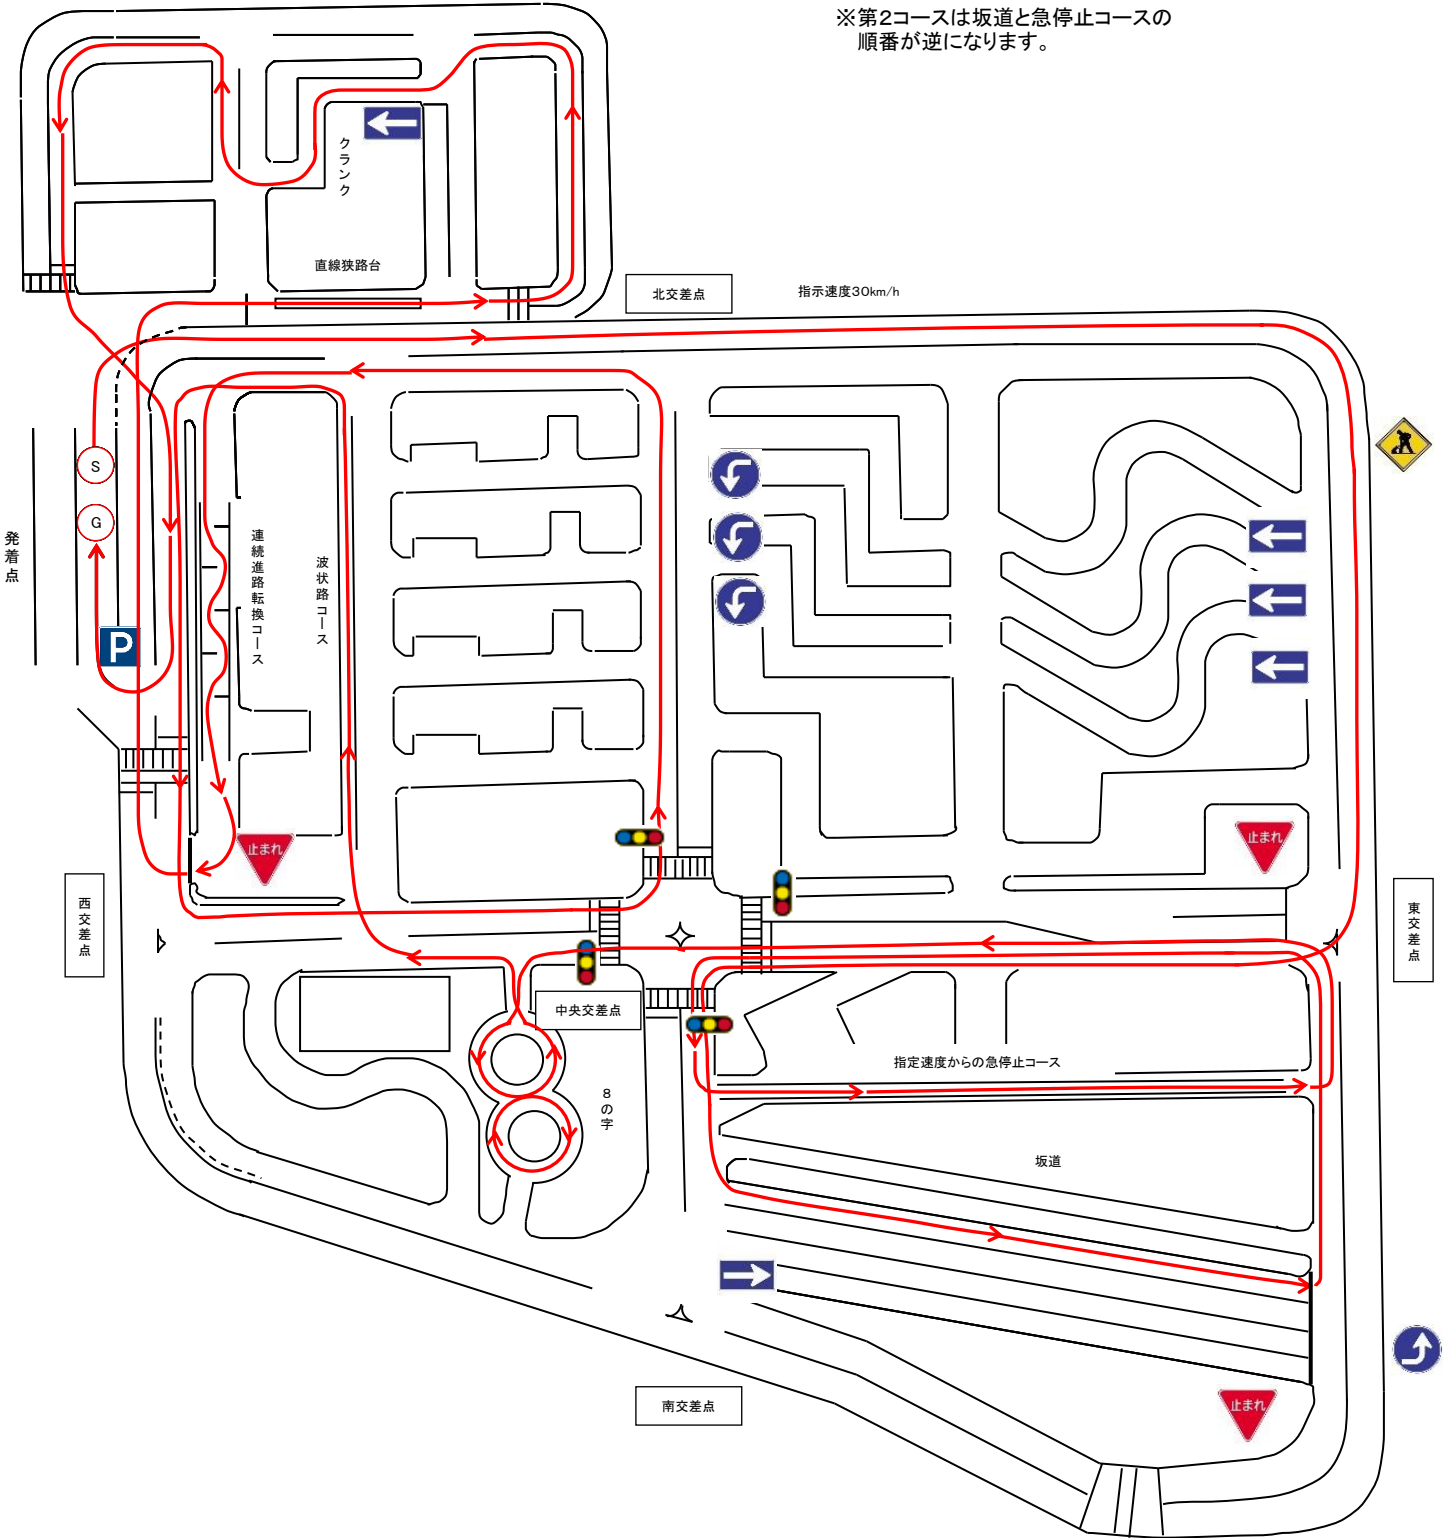 ※第2コースは坂道と急停止コースの
順番が逆になります。
クランク
直線狭路台
北交差点
指示速度30km/h
S
G
発着点
連続進路転換コース
波状路コース
P
止まれ
止まれ
西交差点
東交差点
中央交差点
指定速度からの急停止コース
8の字
坂道
南交差点
止まれ